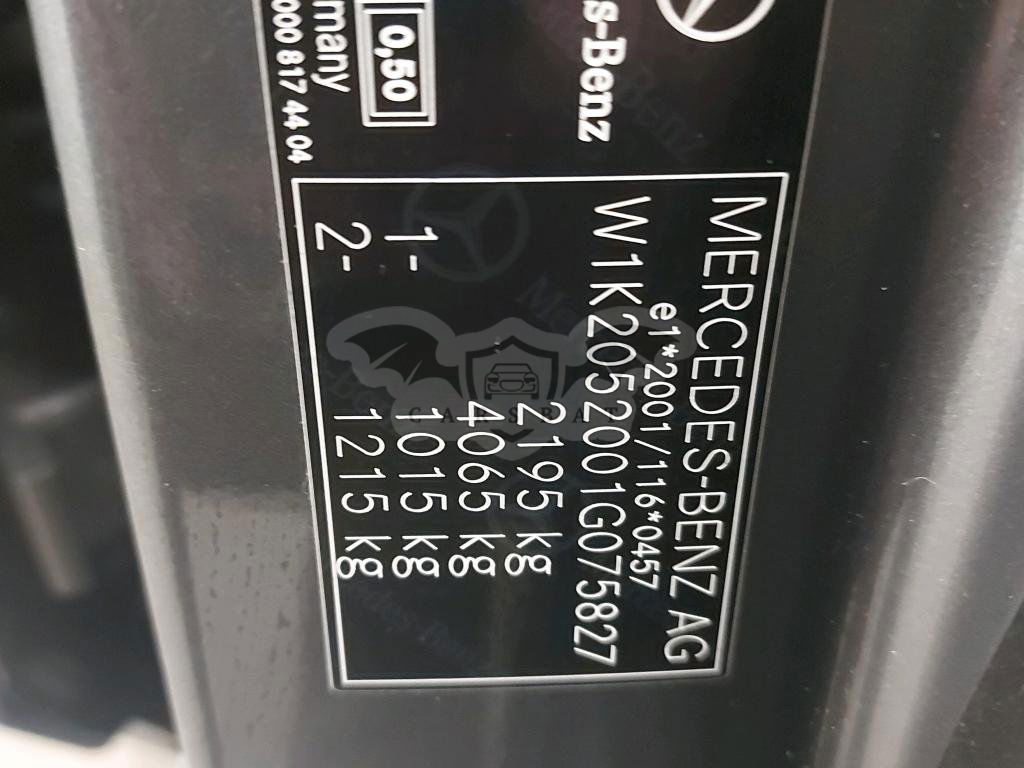 s-Benz
0,50
many
000 817 44 04
MERCEDES-BENZ AG
e1*2001/116*0457
W1K2052001G075827
2195 kg
4065 kg
1- 1015 kg
2- 1215 kg
CARSBAT